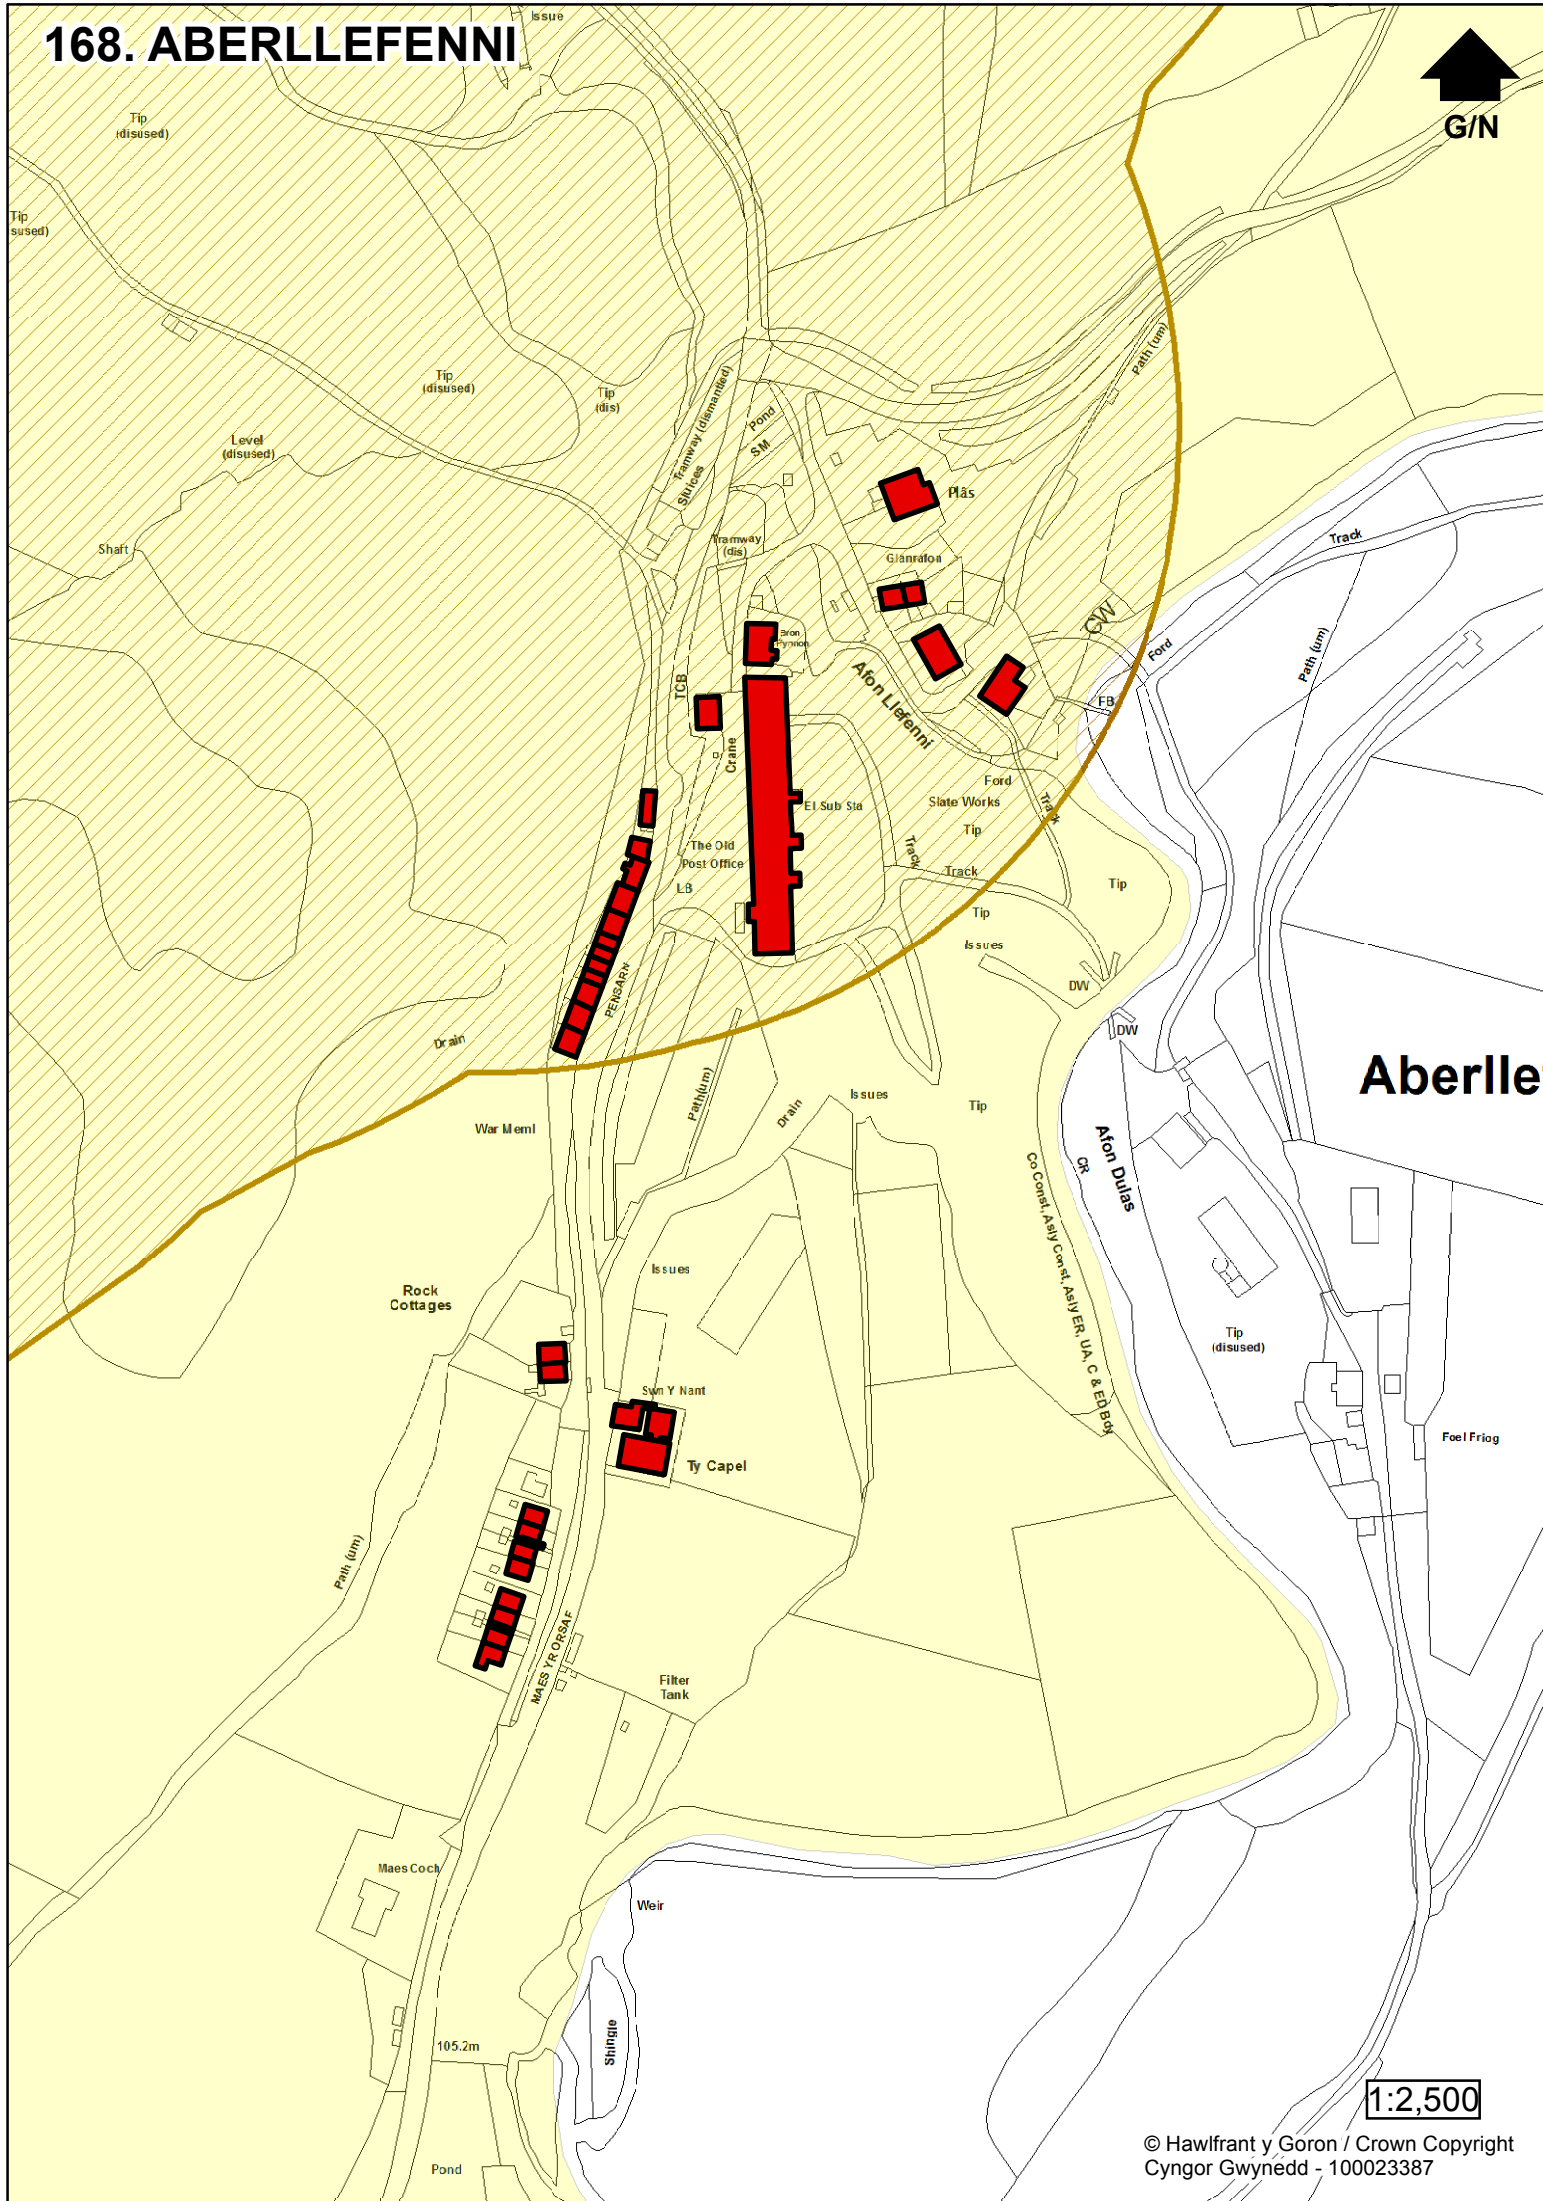 168. ABERLLEFENNI
Issue
G/N
Tip
(disused)
Tip
sused)
Path (um)
Tip
(disused)
Tip
(dis)
Tramway (dismantled)
Sluices
Pond
SM
Level
(disused)
Plâs
Shaft
Tramway
(dis)
Glanrafon
Track
CW
Ford
Path (um)
Bron
TCB
Afon Llefenni
FB
Crane
Ford
El Sub Sta
Slate Works
Track
Tip
The Old
Post Office
Track
Track
LB
Tip
Tip
Issues
PENSARN
DW
DW
Drain
Aberlle
Path(um)
Issues
Drain
Tip
War Meml
Afon Dulas
CR
Co Const, Asly Const, Asly ER, UA, C & ED Bdy
Issues
Rock
Cottages
Tip
(disused)
Swn Y Nant
Foel Friog
Ty Capel
Path (um)
MAES YR ORSAF
Filter
Tank
Maes Coch
Weir
105.2m
Shingle
1:2,500
© Hawlfrant y Goron / Crown Copyright
Cyngor Gwynedd - 100023387
Pond